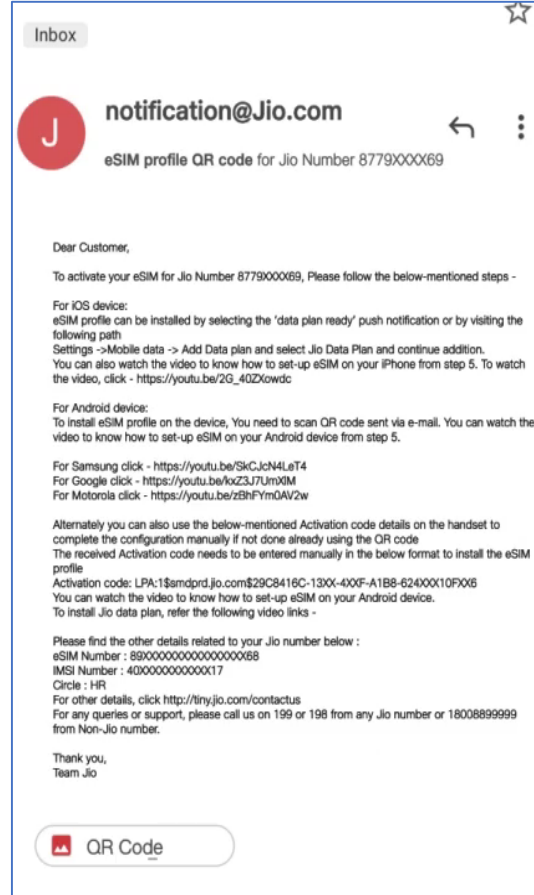 Inbox
J
notification@Jio.com
eSIM profile QR code for Jio Number 8779XXXX69
Dear Customer,
To activate your eSIM for Jio Number 8779XXXX69, Please follow the below-mentioned steps -
For iOS device:
eSIM profile can be installed by selecting the 'data plan ready' push notification or by visiting the
following path
Settings ->Mobile data -> Add Data plan and select Jio Data Plan and continue addition.
You can also watch the video to know how to set-up eSIM on your iPhone from step 5. To watch
the video, click - https://youtu.be/2G_40ZXowdc
For Android device:
To install eSIM profile on the device, You need to scan QR code sent via e-mail. You can watch the
video to know how to set-up eSIM on your Android device from step 5.
For Samsung click - https://youtu.be/SkCJcN4LeT4
For Google click - https://youtu.be/kxZ3J7UmXlM
For Motorola click - https://youtu.be/zBhFYm0AV2w
Alternately you can also use the below-mentioned Activation code details on the handset to
complete the configuration manually if not done already using the QR code
The received Activation code needs to be entered manually in the below format to install the eSIM
profile
Activation code: LPA:1$smdprd.jio.com$29C8416C-13XX-4XXF-A1B8-624XXX10FXX6
You can watch the video to know how to set-up eSIM on your Android device.
To install Jio data plan, refer the following video links -
Please find the other details related to your Jio number below :
eSIM Number : 89XXXXXXXXXXXXXXXX68
IMSI Number : 40XXXXXXXXXXX17
Circle : HR
For other details, click http://tiny.jio.com/contactus
For any queries or support, please call us on 199 or 198 from any Jio number or 18008899999
from Non-Jio number.
Thank you,
Team Jio
QR Code